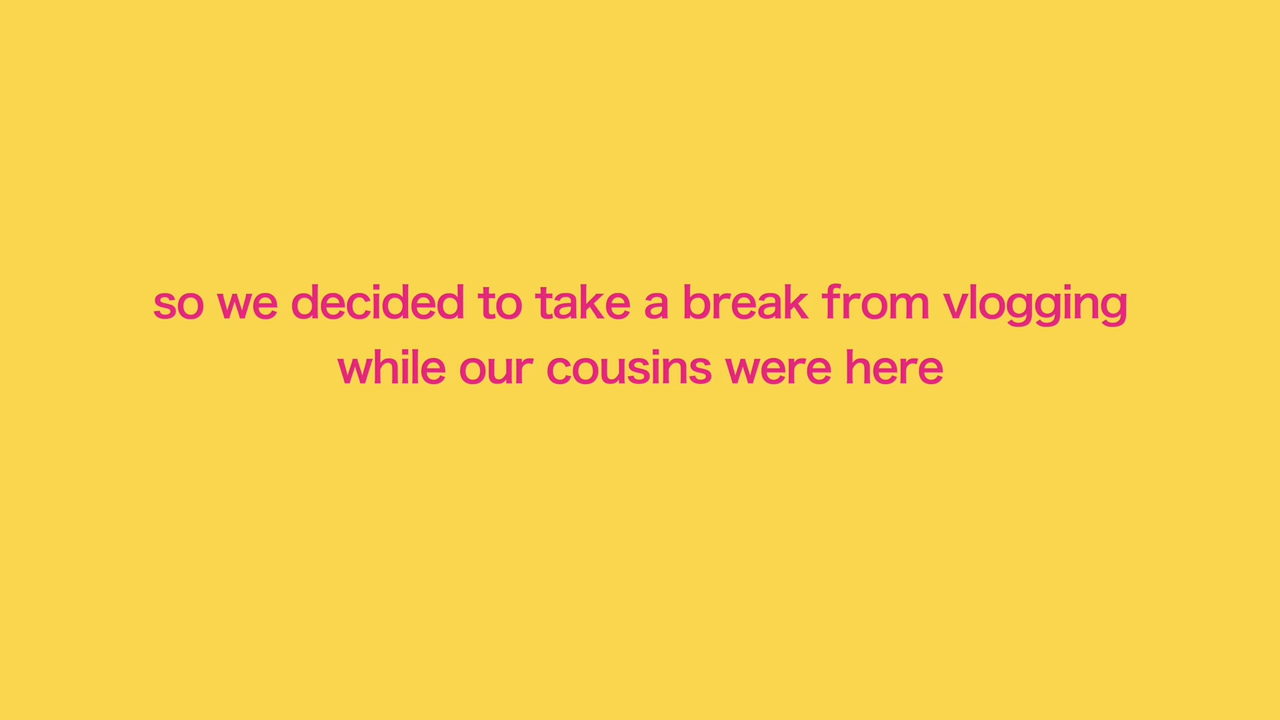 so we decided to take a break from vlogging
while our cousins were here